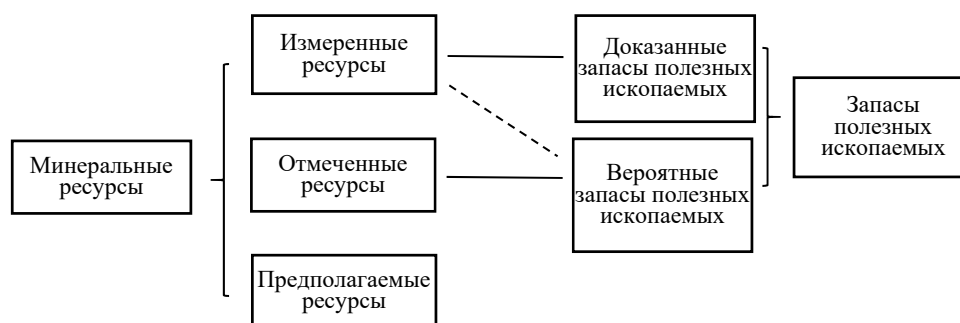 Минеральные
ресурсы
Измеренные
ресурсы
Отмеченные
ресурсы
Предполагаемые
ресурсы
Доказанные
запасы полезных
ископаемых
Вероятные
запасы полезных
ископаемых
Запасы
полезных
ископаемых